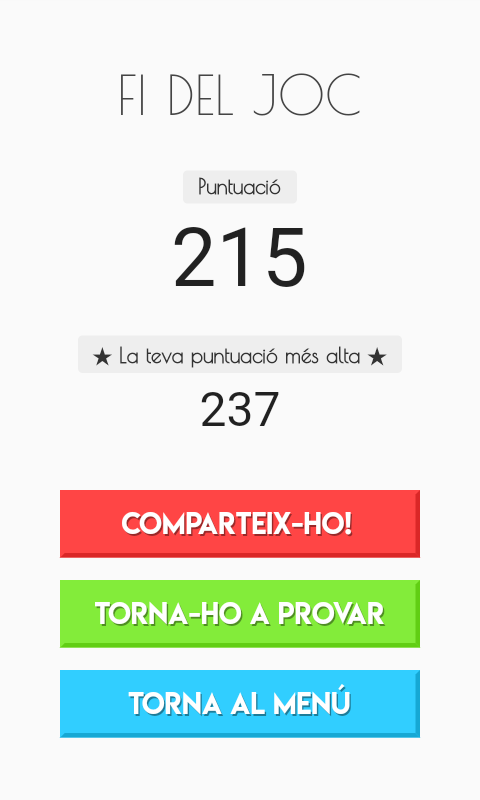 FI DEL JOC
Puntuació
215
★ La teva puntuació més alta ★
237
COMPARTEIX-HO!
TORNA-HO A PROVAR
TORNA AL MENÚ